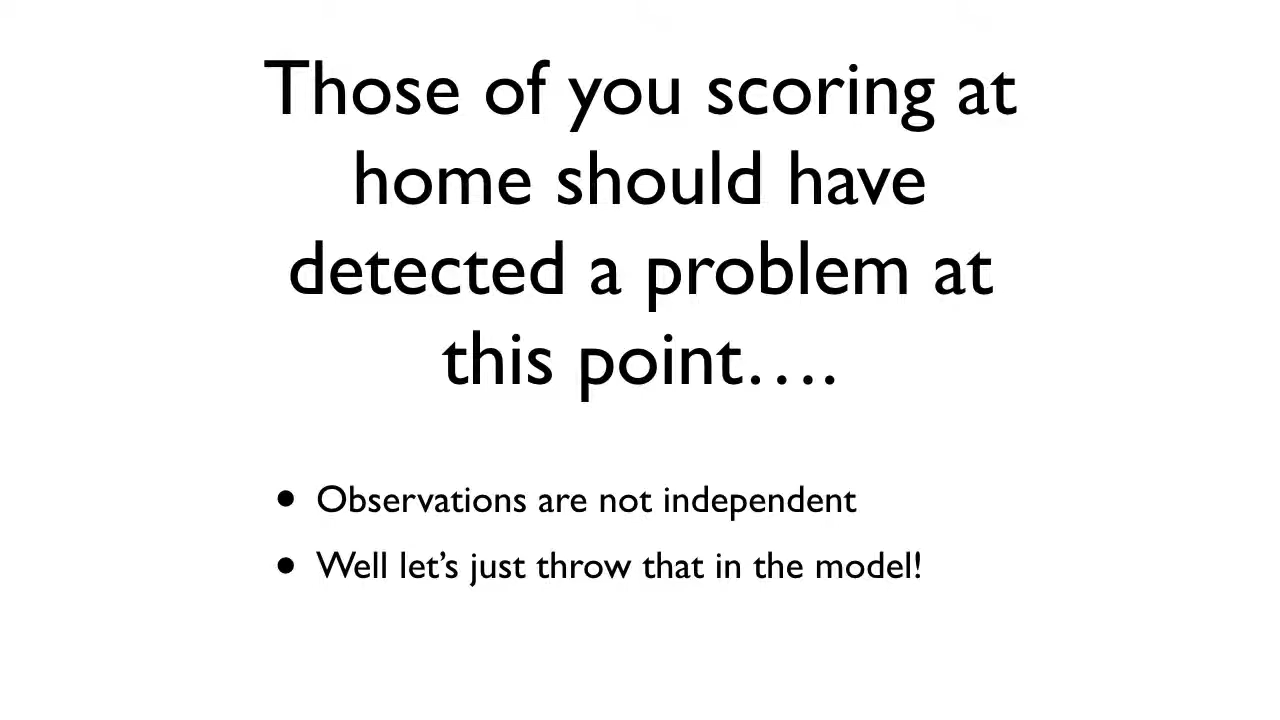 Those of you scoring at
home should have
detected a problem at
this point….
• Observations are not independent
• Well let’s just throw that in the model!